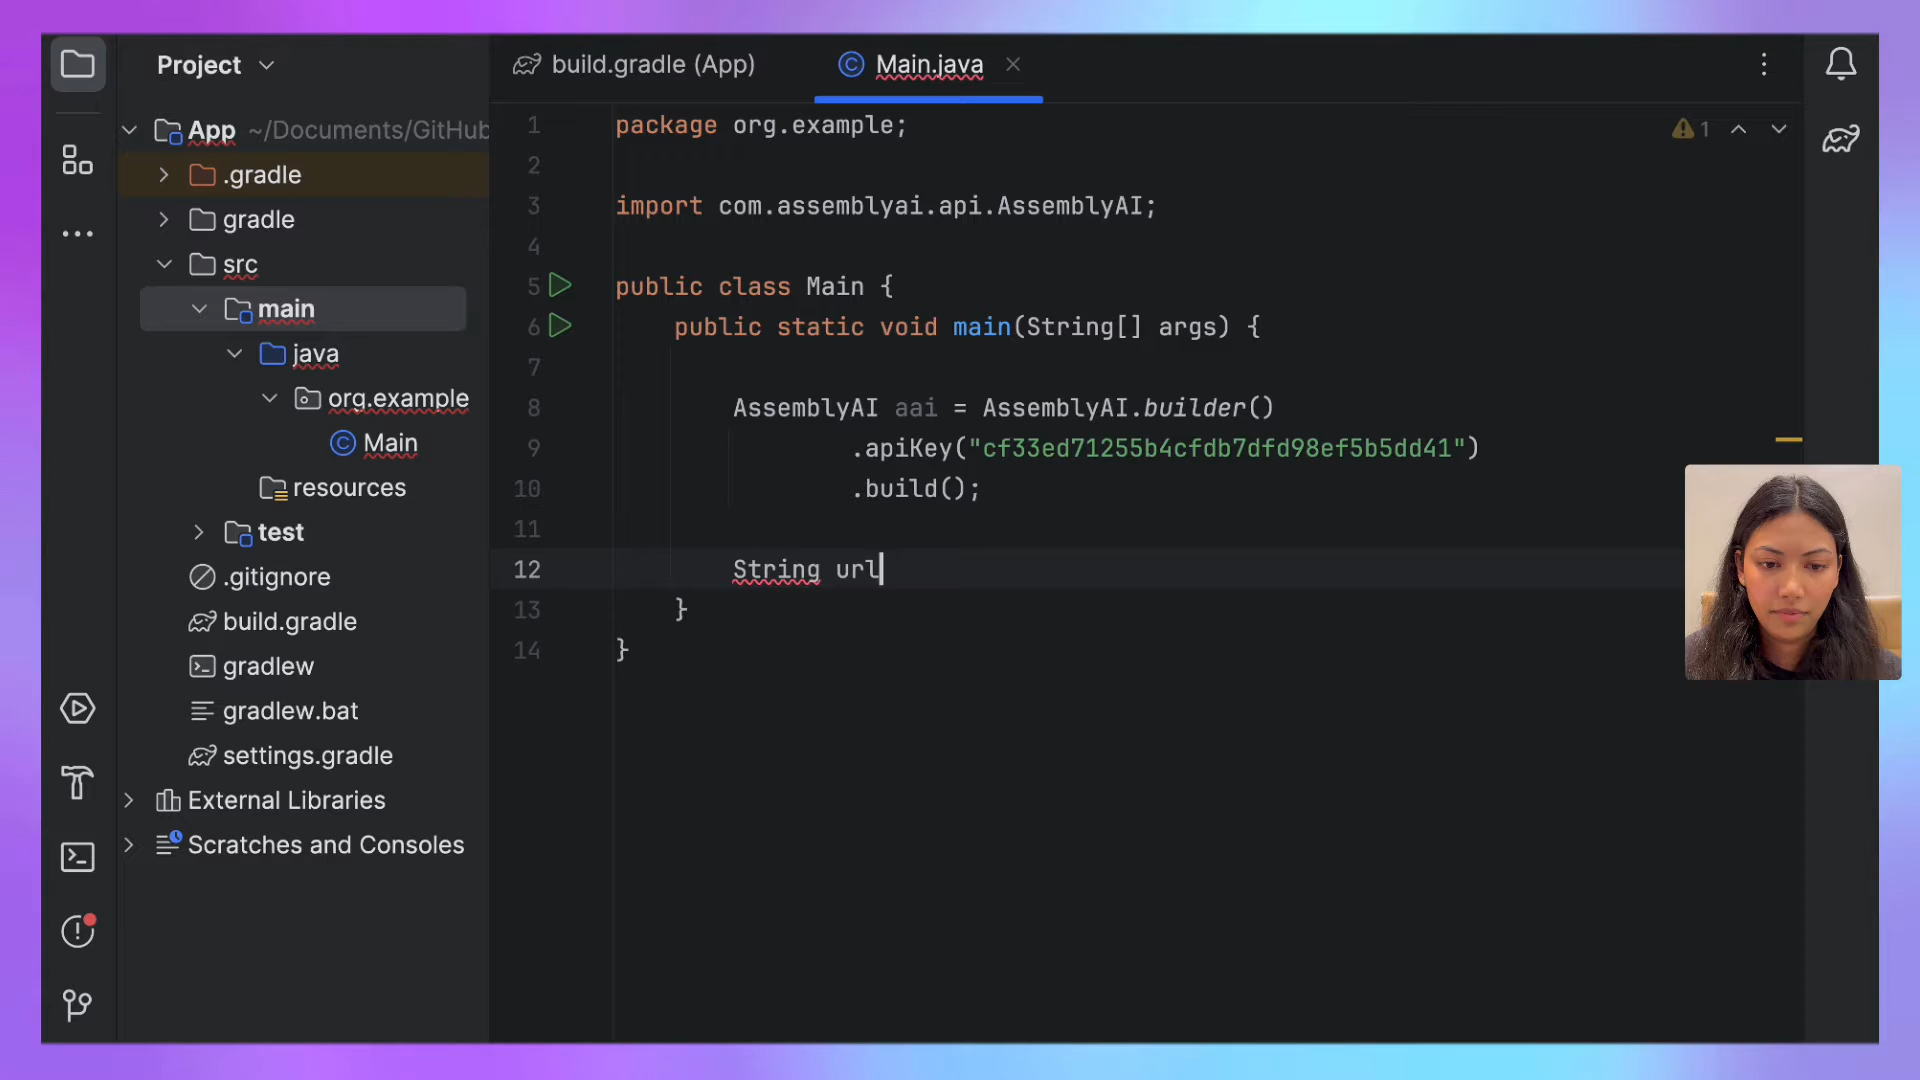 Project
build.gradle (App)
Main.java
App ~/Documents/GitHub
.gradle
gradle
src
main
java
org.example
Main
resources
test
.gitignore
build.gradle
gradlew
gradlew.bat
settings.gradle
External Libraries
Scratches and Consoles
1 package org.example;
2
3 import com.assemblyai.api.AssemblyAI;
4
5 public class Main {
6 public static void main(String[] args) {
7
8 AssemblyAI aai = AssemblyAI.builder()
9 .apiKey("cf33ed71255b4cfdb7dfd98ef5b5dd41")
10 .build();
11
12 String url
13 }
14 }
1